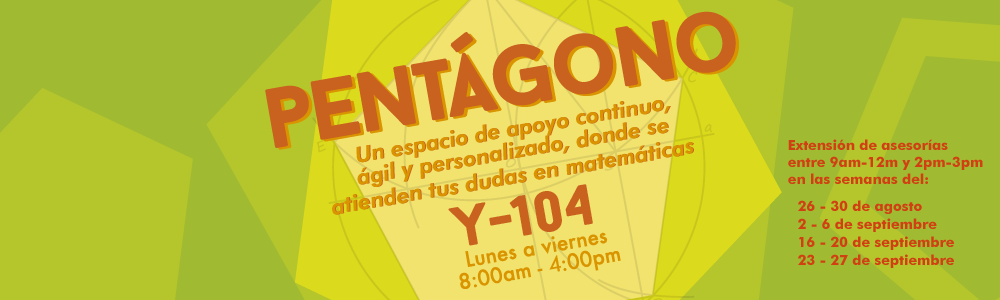 PENTÁGONO
Un espacio de apoyo continuo,
ágil y personalizado, donde se
atienden tus dudas en matemáticas
Y-104
Lunes a viernes
8:00am - 4:00pm
Extensión de asesorías
entre 9am-12m y 2pm-3pm
en las semanas del:
26 - 30 de agosto
2 - 6 de septiembre
16 - 20 de septiembre
23 - 27 de septiembre